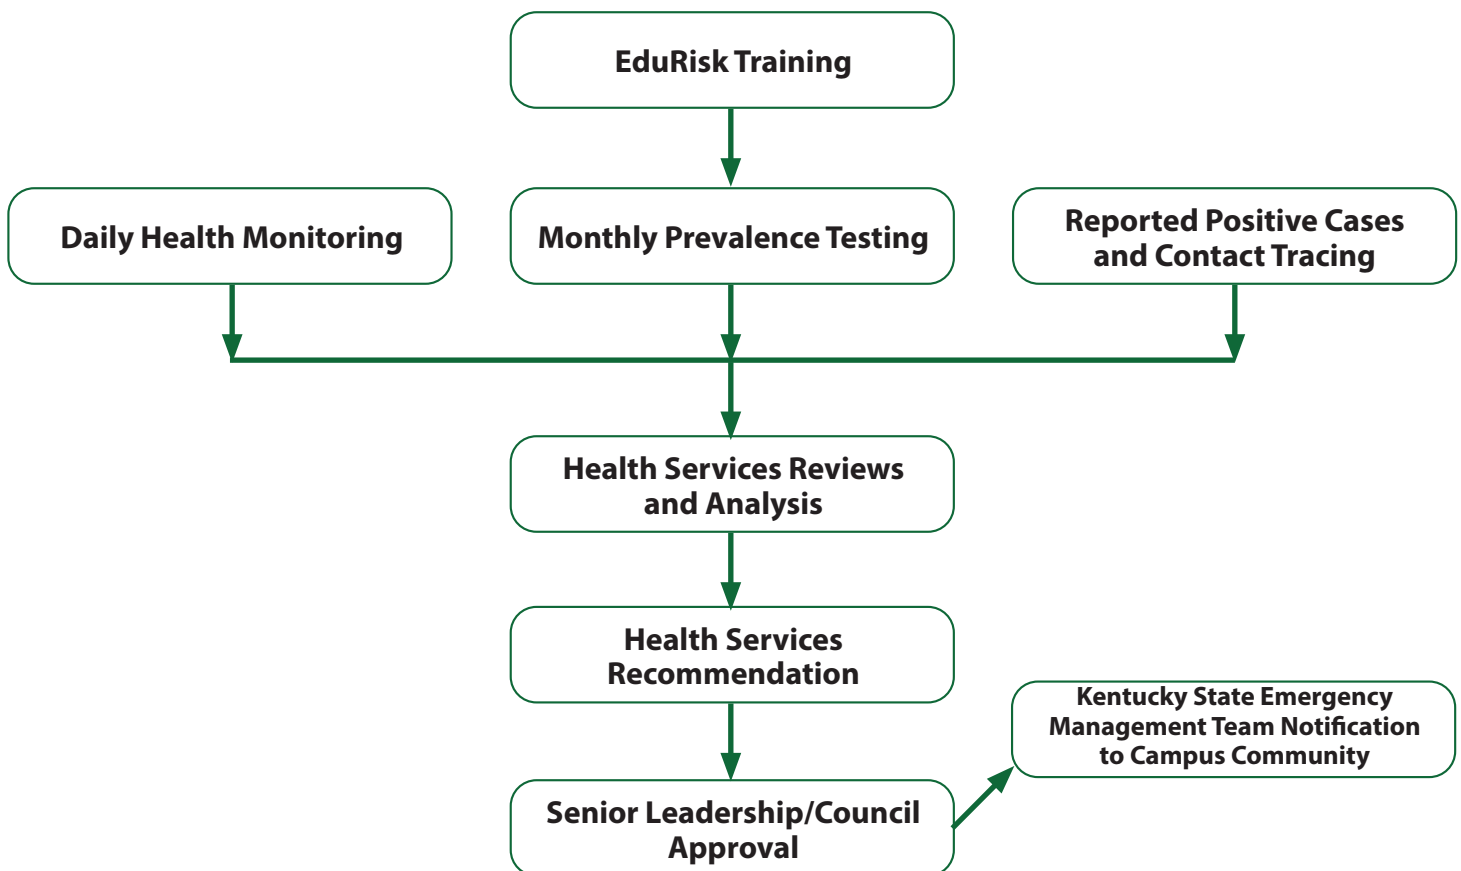 EduRisk Training
Daily Health Monitoring
Monthly Prevalence Testing
Reported Positive Cases
and Contact Tracing
Health Services Reviews
and Analysis
Health Services
Recommendation
Kentucky State Emergency
Management Team Notification
to Campus Community
Senior Leadership/Council
Approval